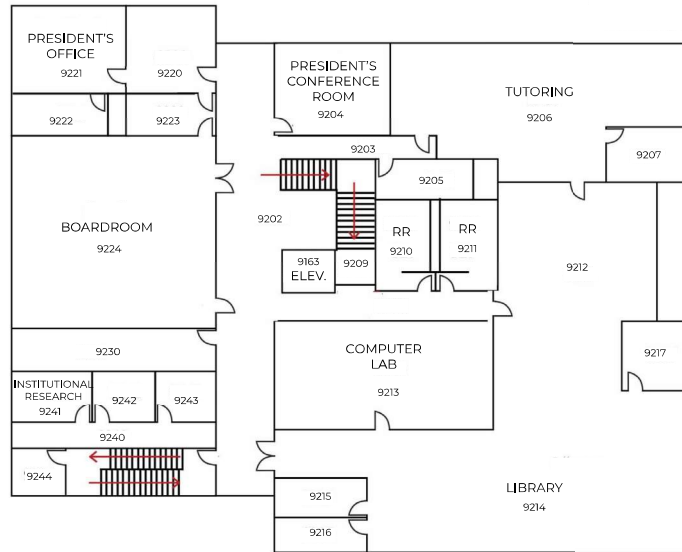 PRESIDENT'S
OFFICE
9221
9220
PRESIDENT'S
CONFERENCE
ROOM
9204
TUTORING
9206
9222
9223
9203
9207
9205
BOARDROOM
9224
9202
RR
9210
RR
9211
9163
ELEV.
9209
9212
9230
COMPUTER
LAB
9213
9217
INSTITUTIONAL
RESEARCH
9241
9242
9243
9240
9244
9215
LIBRARY
9214
9216